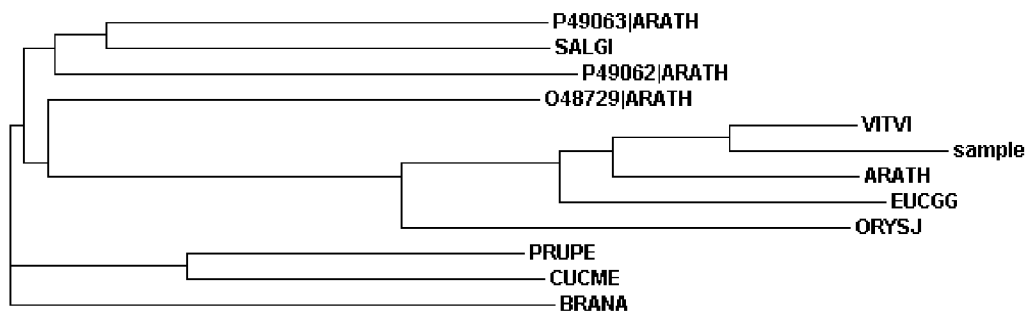 P49063|ARATH
SALGI
P49062|ARATH
O48729|ARATH
VITVI
sample
ARATH
EUCGG
ORYSJ
PRUPE
CUCME
BRANA